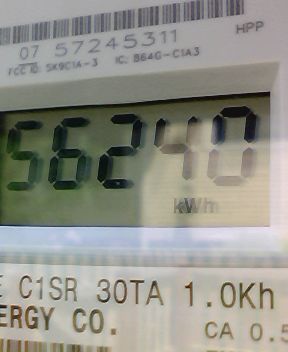 07 57245311
HPP
FCC ID: SK9C1A-3 IC: 864G-C1A3
56240
kWh
E C1SR 30TA 1.0Kh
ERGY CO.
CA 0.5